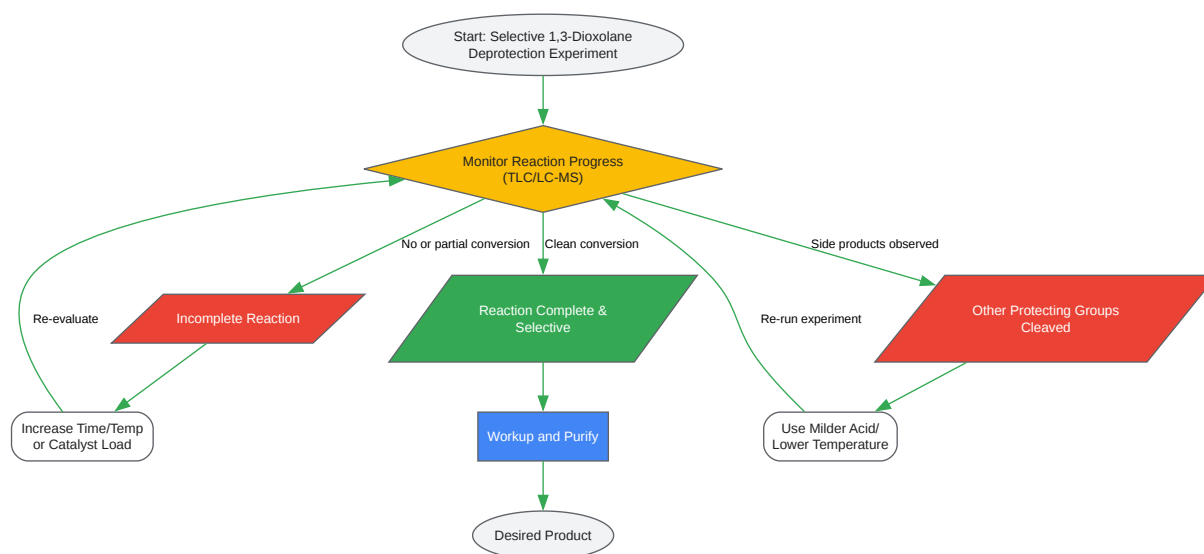 Start: Selective 1,3-Dioxolane
Deprotection Experiment
Monitor Reaction Progress
(TLC/LC-MS)
No or partial conversion
Clean conversion
Side products observed
Re-evaluate
Incomplete Reaction
Reaction Complete &
Selective
Re-run experiment
Other Protecting Groups
Cleaved
Increase Time/Temp
or Catalyst Load
Workup and Purify
Use Milder Acid/
Lower Temperature
Desired Product